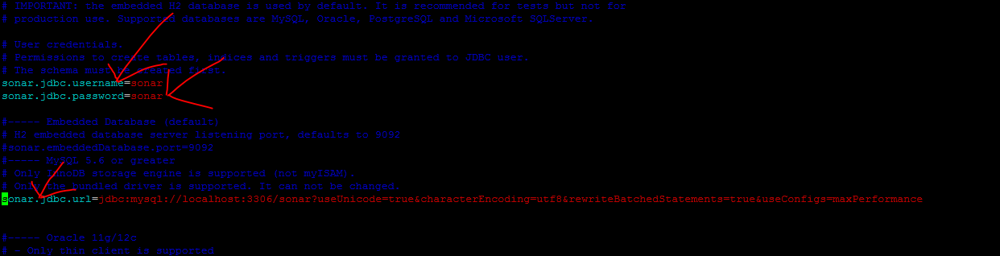 # IMPORTANT: the embedded H2 database is used by default. It is recommended for tests but not for
# production use. Supported databases are MySQL, Oracle, PostgreSQL and Microsoft SQLServer.
# User credentials.
# Permissions to create tables, indices and triggers must be granted to JDBC user.
# The schema must be created first.
sonar.jdbc.username=sonar
sonar.jdbc.password=sonar
#----- Embedded Database (default)
# H2 embedded database server listening port, defaults to 9092
#sonar.embeddedDatabase.port=9092
#----- MySQL 5.6 or greater
# Only InnoDB storage engine is supported (not myISAM).
# Only the bundled driver is supported. It can not be changed.
sonar.jdbc.url=jdbc:mysql://localhost:3306/sonar?useUnicode=true&characterEncoding=utf8&rewriteBatchedStatements=true&useConfigs=maxPerformance
#----- Oracle 11g/12c
# - Only thin client is supported